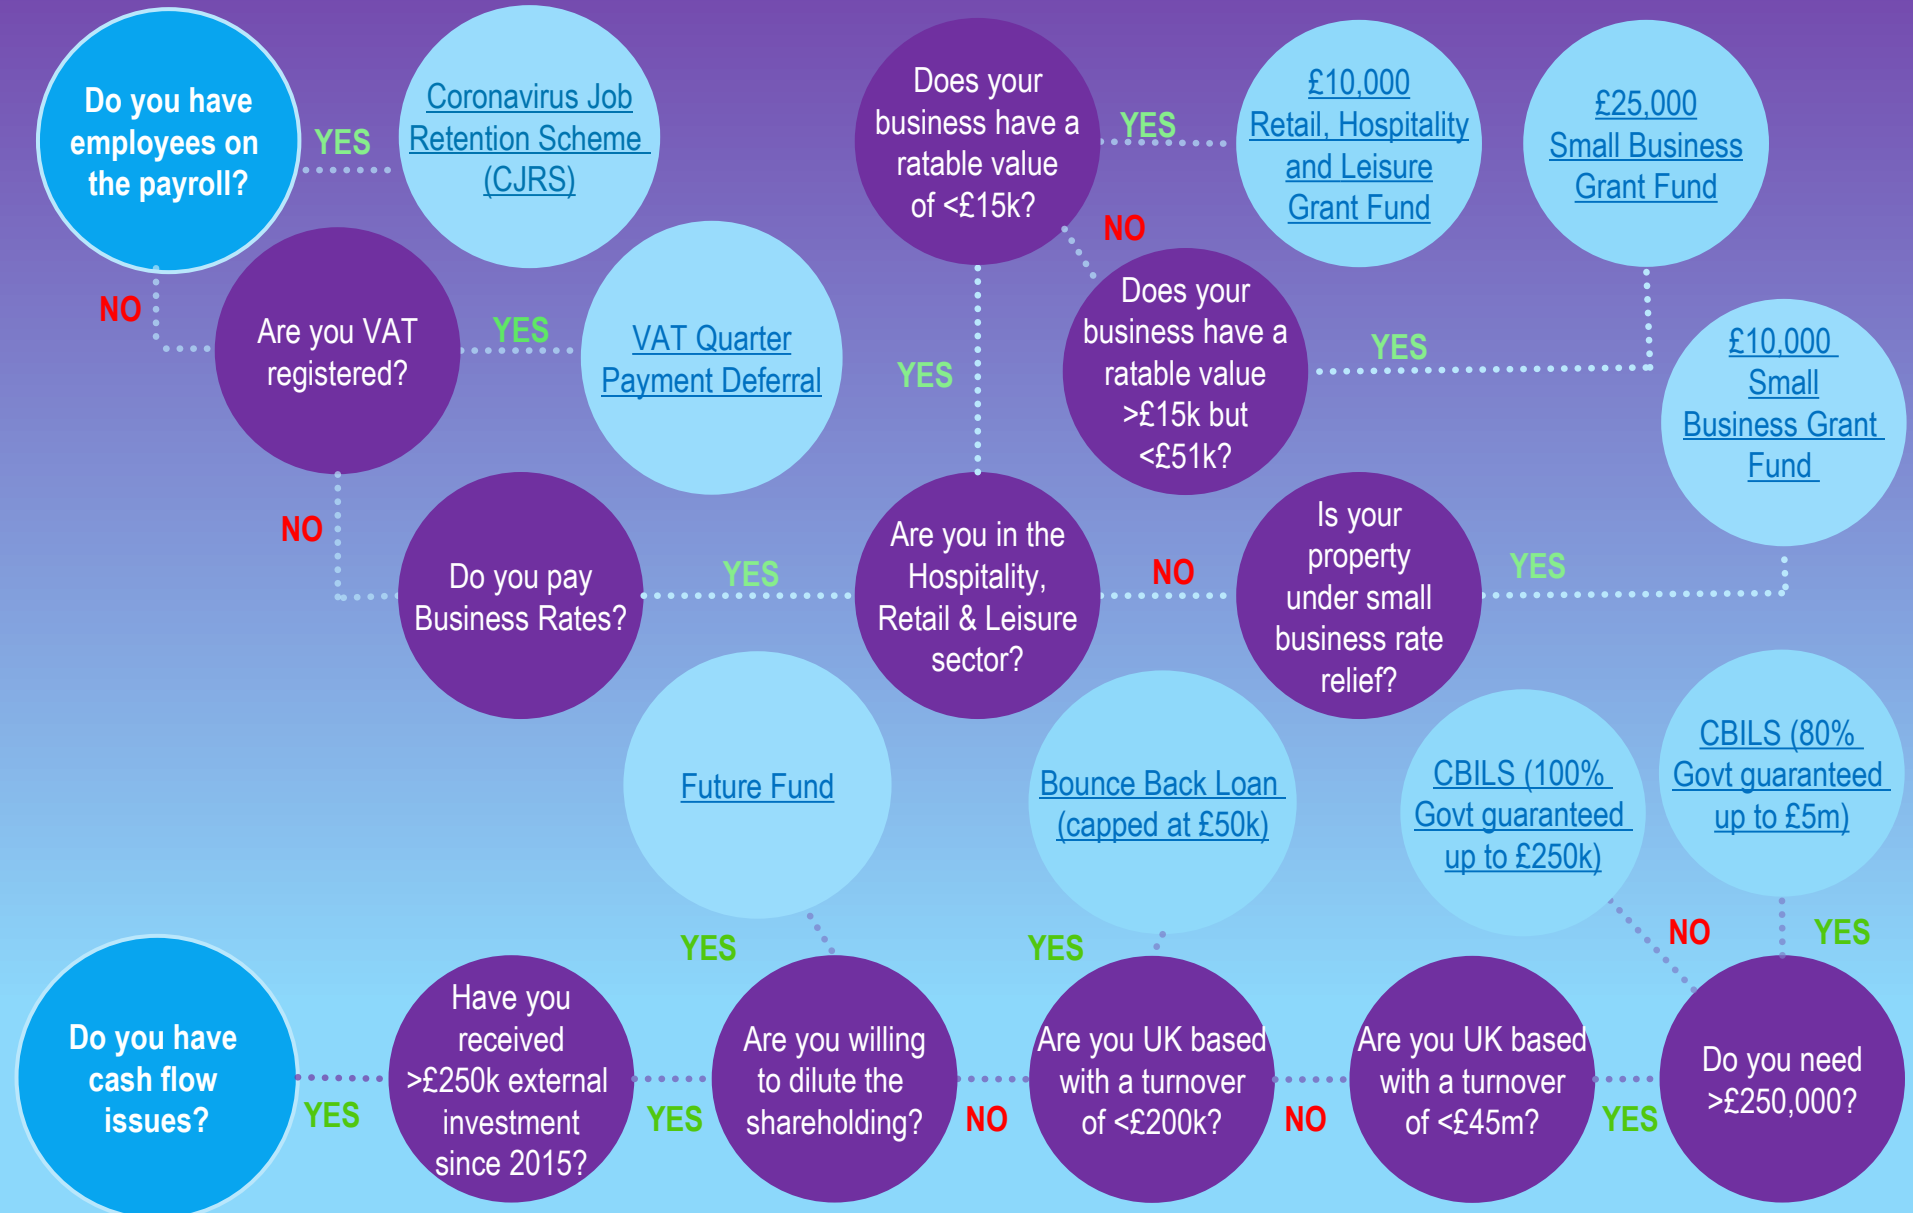 Do you have
employees on
the payroll?
YES
Coronavirus Job
Retention Scheme
(CJRS)
NO
Are you VAT
registered?
YES
VAT Quarter
Payment Deferral
NO
Do you pay
Business Rates?
YES
Are you in the
Hospitality,
Retail & Leisure
sector?
YES
Does your
business have a
ratable value
of <£15k?
YES
£10,000
Retail, Hospitality
and Leisure
Grant Fund
NO
Does your
business have a
ratable value
>£15k but
<£51k?
YES
£25,000
Small Business
Grant Fund
NO
Is your
property
under small
business rate
relief?
YES
£10,000
Small
Business Grant
Fund
Do you have
cash flow
issues?
YES
Have you
received
>£250k external
investment
since 2015?
YES
Are you willing
to dilute the
shareholding?
YES
Future Fund
NO
Are you UK based
with a turnover
of <£200k?
YES
Bounce Back Loan
(capped at £50k)
NO
Are you UK based
with a turnover
of <£45m?
YES
Do you need
>£250,000?
NO
CBILS (100%
Govt guaranteed
up to £250k)
YES
CBILS (80%
Govt guaranteed
up to £5m)